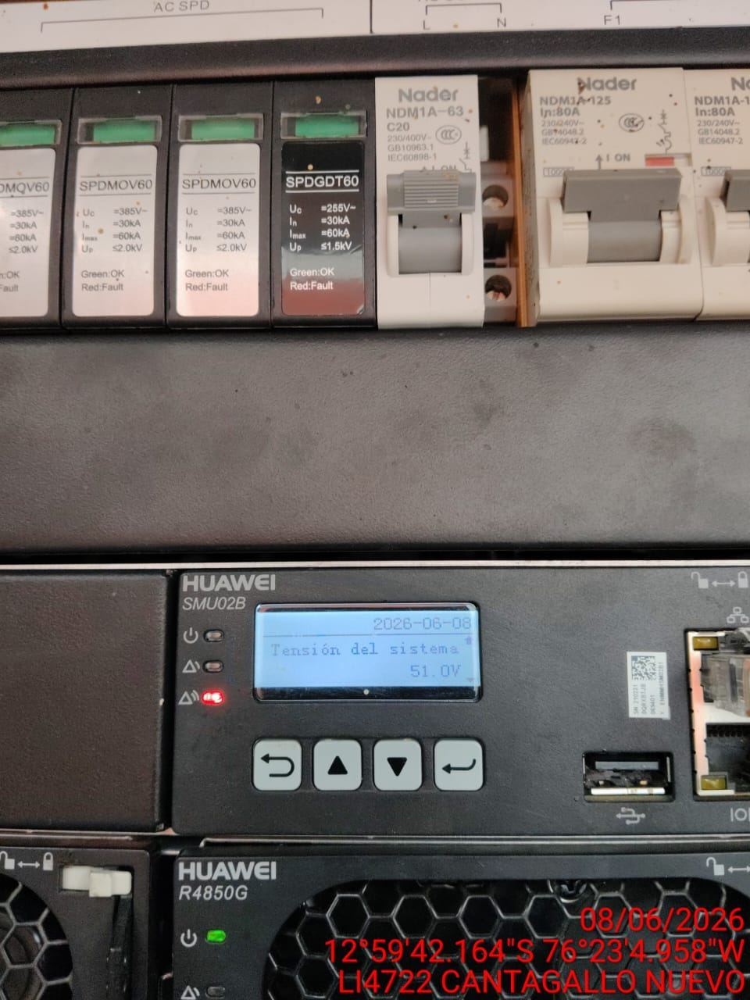 AC SPD
L
N
F1
SPDMOV60
=385V~
=30kA
=60kA
≤2.0kV
SPDMOV60
Uc =385V~
In =30kA
Imax =60kA
Up ≤2.0kV
Green:OK
Red:Fault
SPDMOV60
Uc =385V~
In =30kA
Imax =60kA
Up ≤2.0kV
Green:OK
Red:Fault
SPDGDT60
Uc =255V~
In =30kA
Imax =60kA
Up ≤1.5kV
Green:OK
Red:Fault
Nader
NDM1A-63
C20
230/400V~
GB10963.1
IEC60898-1
I ON
Nader
NDM1A-125
In:80A
230/240V~
GB14048.2
IEC60947-2
I ON
10000
In:80A
230/240V~
GB14048.2
IEC60947-2
HUAWEI
SMU02B
2026-06-08
Tensión del sistema
51.0V
HUAWEI
R4850G
08/06/2026
12°59'42.164"S 76°23'4.958"W
LI4722 CANTAGALLO NUEVO